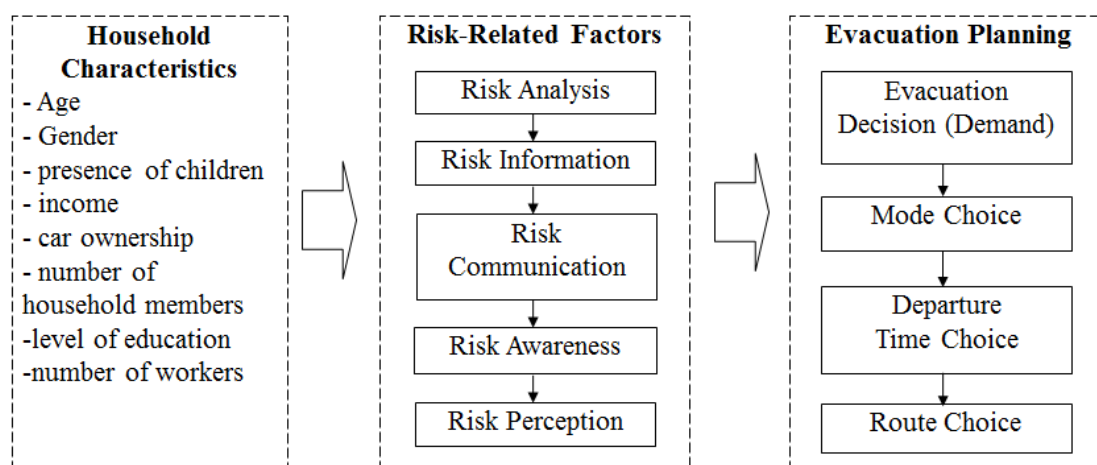 Household
Characteristics
- Age
- Gender
- presence of children
- income
- car ownership
- number of
household members
-level of education
-number of workers
Risk-Related Factors
Risk Analysis
Risk Information
Risk
Communication
Risk Awareness
Risk Perception
Evacuation Planning
Evacuation
Decision (Demand)
Mode Choice
Departure
Time Choice
Route Choice